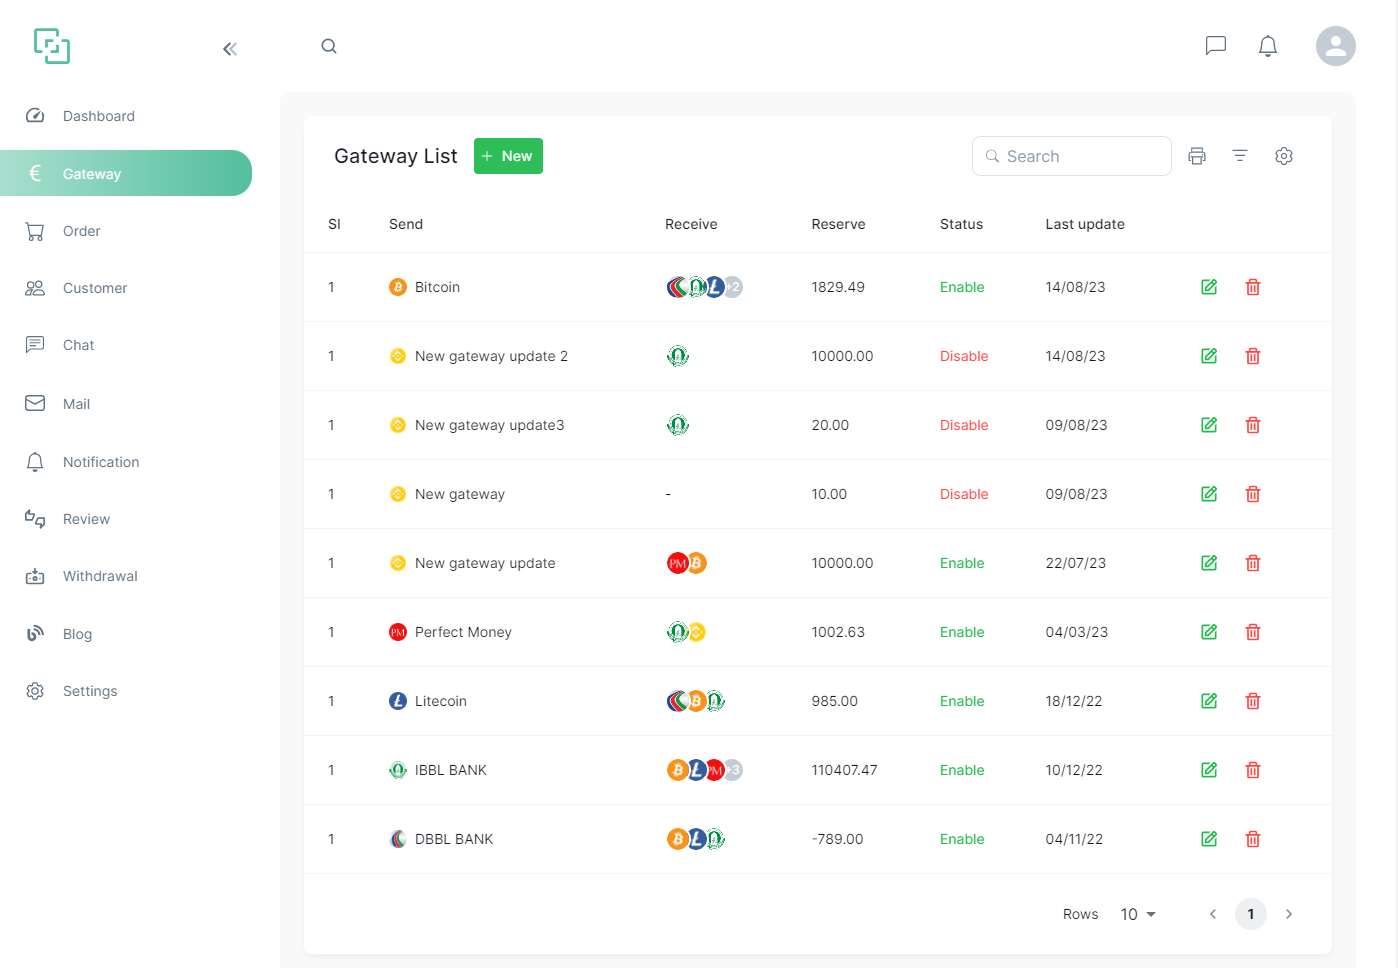 Dashboard
Gateway
Order
Customer
Chat
Mail
Notification
Review
Withdrawal
Blog
Settings
Gateway List + New Search
Sl Send Receive Reserve Status Last update
1 Bitcoin +2 1829.49 Enable 14/08/23
1 New gateway update 2 10000.00 Disable 14/08/23
1 New gateway update3 20.00 Disable 09/08/23
1 New gateway - 10.00 Disable 09/08/23
1 New gateway update PM 10000.00 Enable 22/07/23
1 PM Perfect Money 1002.63 Enable 04/03/23
1 Litecoin 985.00 Enable 18/12/22
1 IBBL BANK PM +3 110407.47 Enable 10/12/22
1 DBBL BANK -789.00 Enable 04/11/22
Rows 10 1